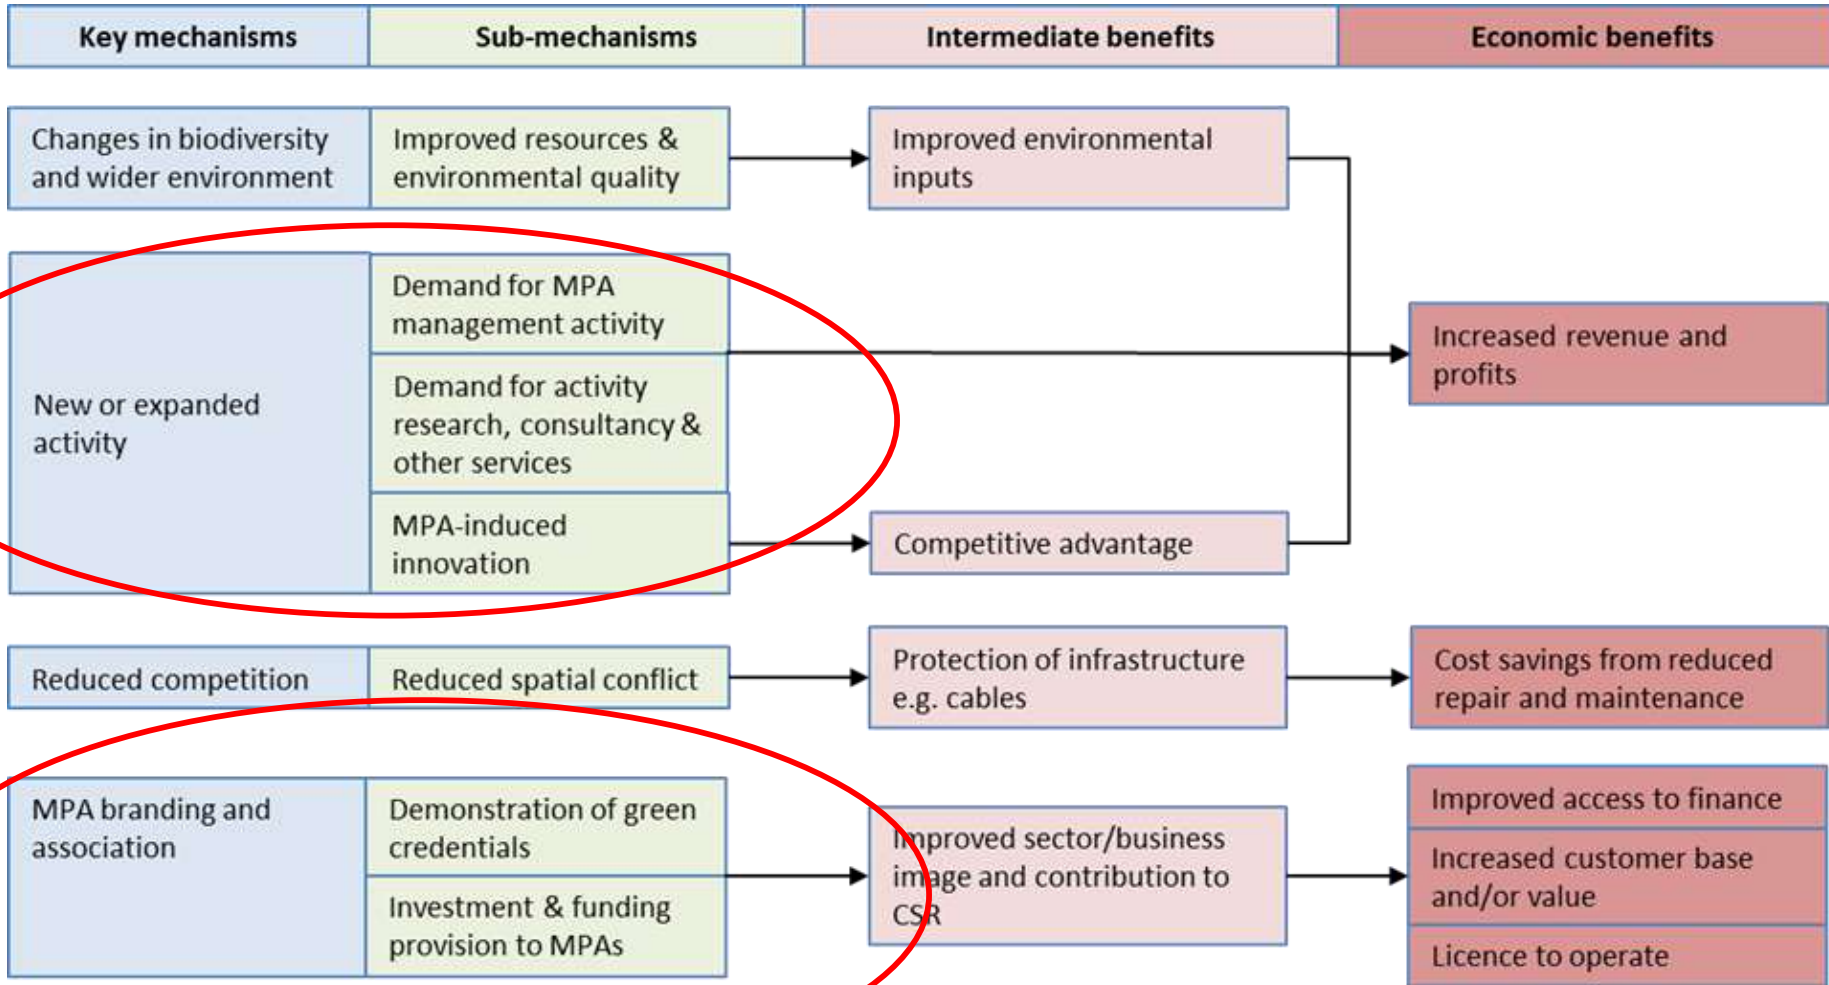 Key mechanisms
Sub-mechanisms
Intermediate benefits
Economic benefits
Changes in biodiversity
and wider environment
Improved resources &
environmental quality
Improved environmental
inputs
New or expanded
activity
Demand for MPA
management activity
Demand for activity
research, consultancy &
other services
MPA-induced
innovation
Competitive advantage
Increased revenue and
profits
Reduced competition
Reduced spatial conflict
Protection of infrastructure
e.g. cables
Cost savings from reduced
repair and maintenance
MPA branding and
association
Demonstration of green
credentials
Investment & funding
provision to MPAs
Improved sector/business
image and contribution to
CSR
Improved access to finance
Increased customer base
and/or value
Licence to operate